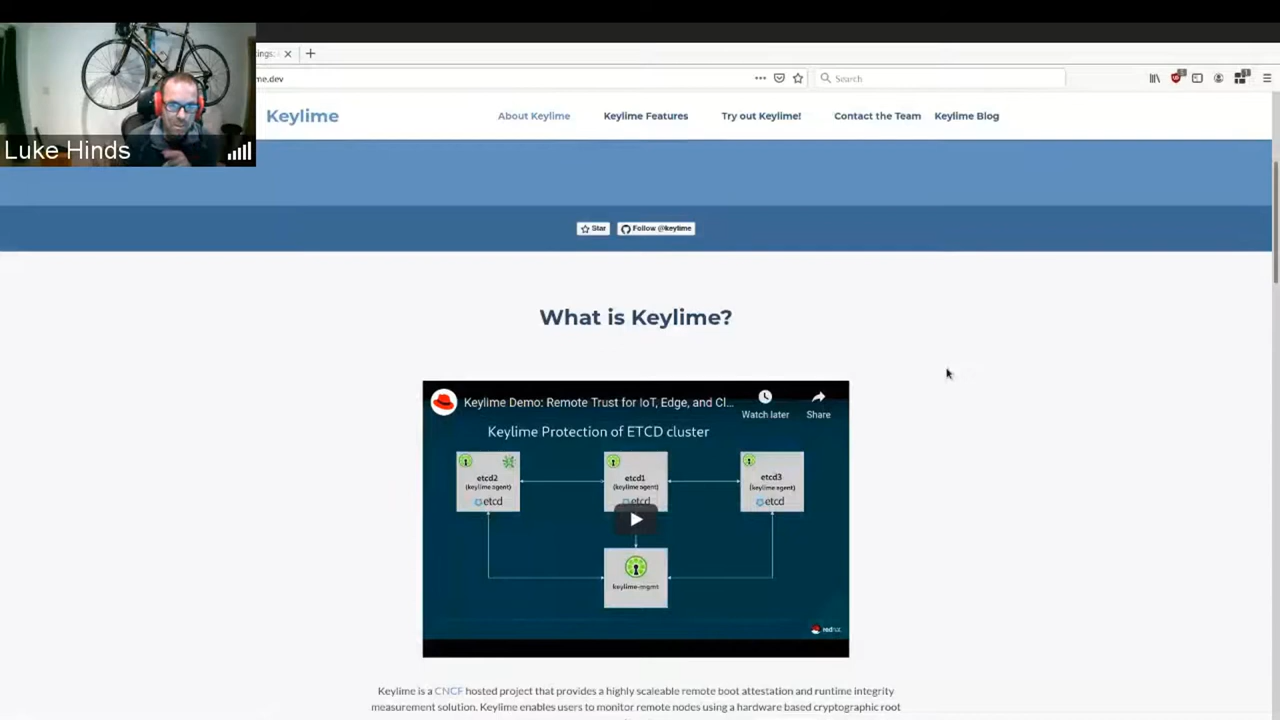 tings:
me.dev
Search
Luke Hinds
Keylime
About Keylime
Keylime Features
Try out Keylime!
Contact the Team
Keylime Blog
Star
Follow @keylime
What is Keylime?
Keylime Demo: Remote Trust for IoT, Edge, and Cl...
Watch later
Share
Keylime Protection of ETCD cluster
etcd2
(keylime agent)
etcd
etcd1
(keylime agent)
etcd
etcd3
(keylime agent)
etcd
keylime-mgmt
Keylime is a CNCF hosted project that provides a highly scaleable remote boot attestation and runtime integrity
measurement solution. Keylime enables users to monitor remote nodes using a hardware based cryptographic root